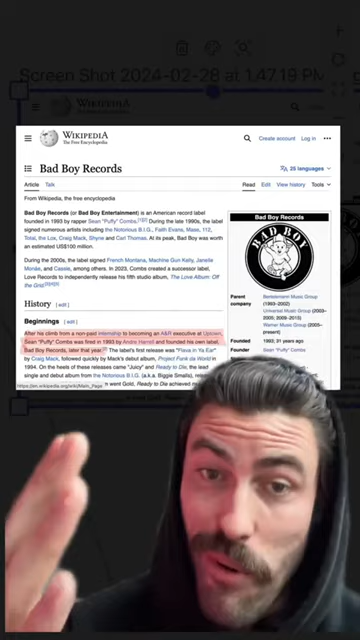 Screen Shot 2024-02-28 at 1.47.19 PM
WIKIPEDIA
WIKIPEDIA
The Free Encyclopedia
Create account Log in
Bad Boy Records
25 languages
Article Talk Read Edit View history Tools
From Wikipedia, the free encyclopedia
Bad Boy Records (or Bad Boy Entertainment) is an American record label
founded in 1993 by rapper Sean "Puffy" Combs. During the late 1990s, the label
signed numerous artists including the Notorious B.I.G., Faith Evans, Mase, 112,
Total, the Lox, Craig Mack, Shyne and Carl Thomas. At its peak, Bad Boy was worth
an estimated US$100 million.
During the 2000s, the label signed French Montana, Machine Gun Kelly, Janelle
Monáe, and Cassie, among others. In 2023, Combs created a successor label,
Love Records to independently release his fifth studio album, The Love Album: Off
the Grid
History [ edit ]
Beginnings [ edit ]
After his climb from a non-paid internship to becoming an A&R executive at Uptown,
Sean "Puffy" Combs was fired in 1993 by Andre Harrell and founded his own label,
Bad Boy Records, later that year. The label's first release was "Flava in Ya Ear"
by Craig Mack, followed quickly by Mack's debut album, Project Funk da World in
1994. On the heels of these releases came "Juicy" and Ready to Die, the lead
single and debut album from the Notorious B.I.G. (a.k.a. Biggie Smalls),
went Gold. Ready to Die achieved
https://en.wikipedia.org/wiki/Main_Page
Bad Boy Records
BAD BOY
Parent company
Bertelsmann Music Group
(1993–2002)
Universal Music Group
(2003–2005; 2009–2015)
Warner Music Group (2005–
present)
Founded 1993; 31 years ago
Founder Sean "Puffy" Combs